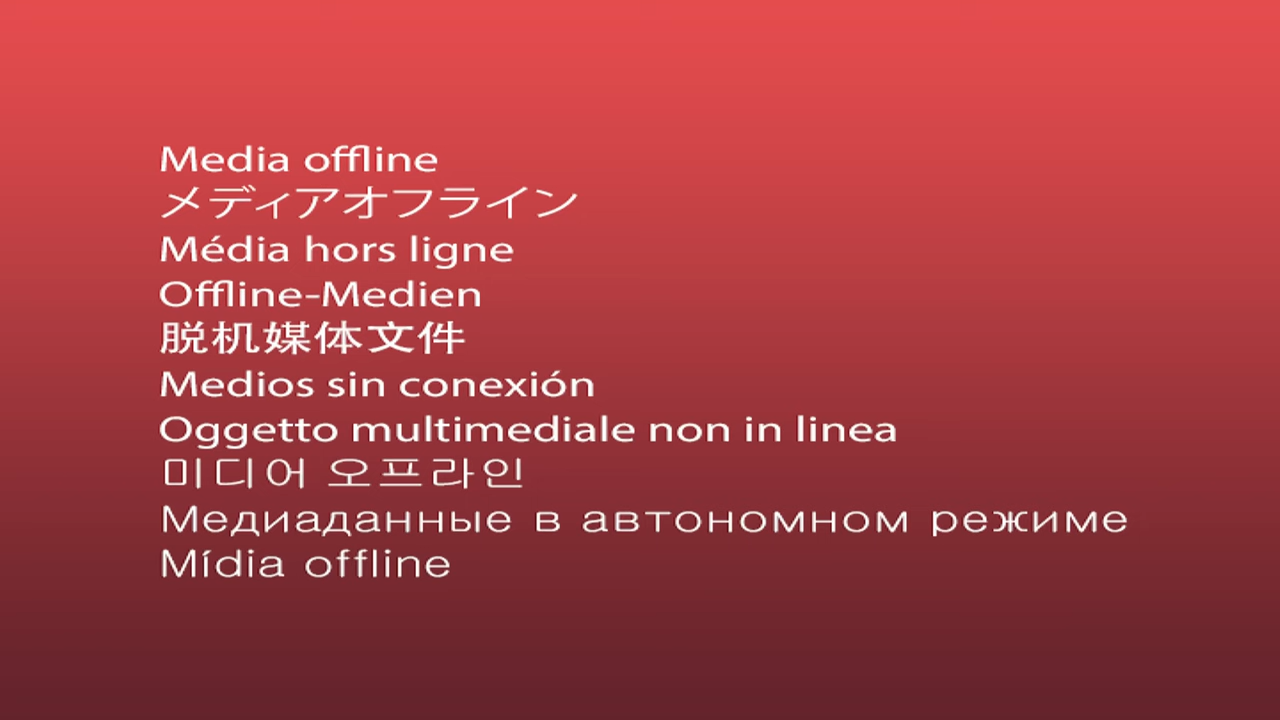 Media offline
メディアオフライン
Média hors ligne
Offline-Medien
脱机媒体文件
Medios sin conexión
Oggetto multimediale non in linea
미디어 오프라인
Медиаданные в автономном режиме
Mídia offline